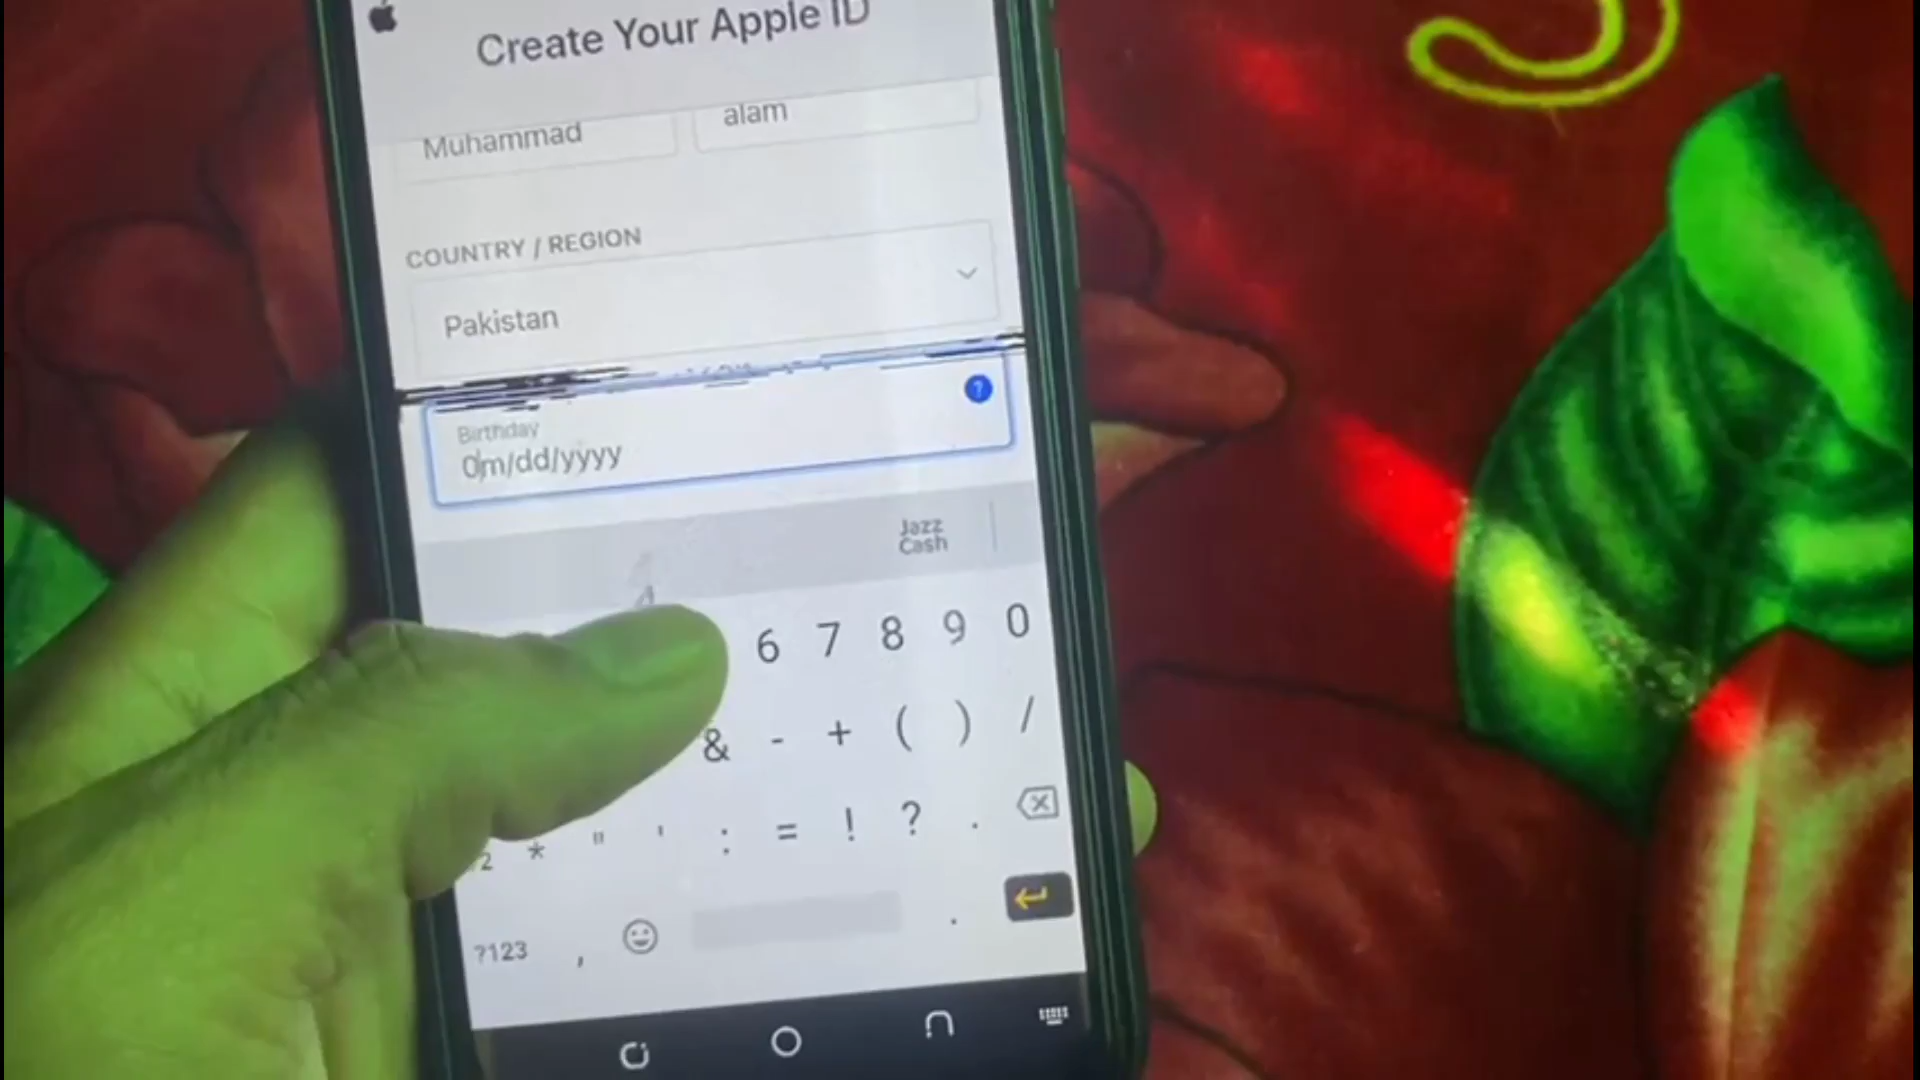 Create Your Apple ID
Muhammad
alam
COUNTRY / REGION
Pakistan
Birthday
0m/dd/yyyy
Jazz
Cash
6 7 8 9 0
& - + ( ) /
* " ' : = ! ? .
?123 , .